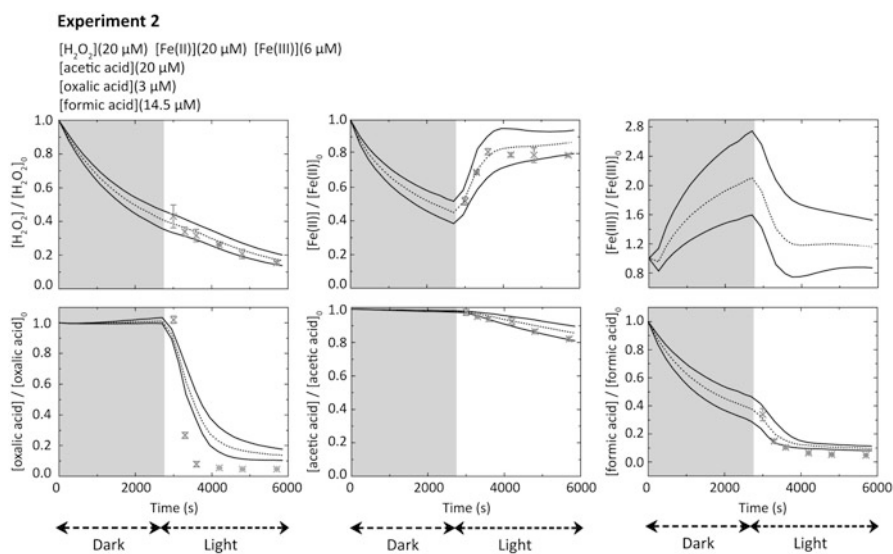 Experiment 2
[H₂O₂](20 µM) [Fe(II)](20 µM) [Fe(III)](6 µM)
[acetic acid](20 µM)
[oxalic acid](3 µM)
[formic acid](14.5 µM)
[H₂O₂] / [H₂O₂]₀
1.0
0.8
0.6
0.4
0.2
0.0
[Fe(II)] / [Fe(II)]₀
1.0
0.8
0.6
0.4
0.2
0.0
[Fe(III)] / [Fe(III)]₀
2.8
2.4
2.0
1.6
1.2
0.8
[oxalic acid] / [oxalic acid]₀
1.0
0.8
0.6
0.4
0.2
0.0
[acetic acid] / [acetic acid]₀
1.0
0.8
0.6
0.4
0.2
0.0
[formic acid] / [formic acid]₀
1.0
0.8
0.6
0.4
0.2
0.0
0 2000 4000 6000
0 2000 4000 6000
0 2000 4000 6000
Time (s)
Time (s)
Time (s)
Dark Light
Dark Light
Dark Light